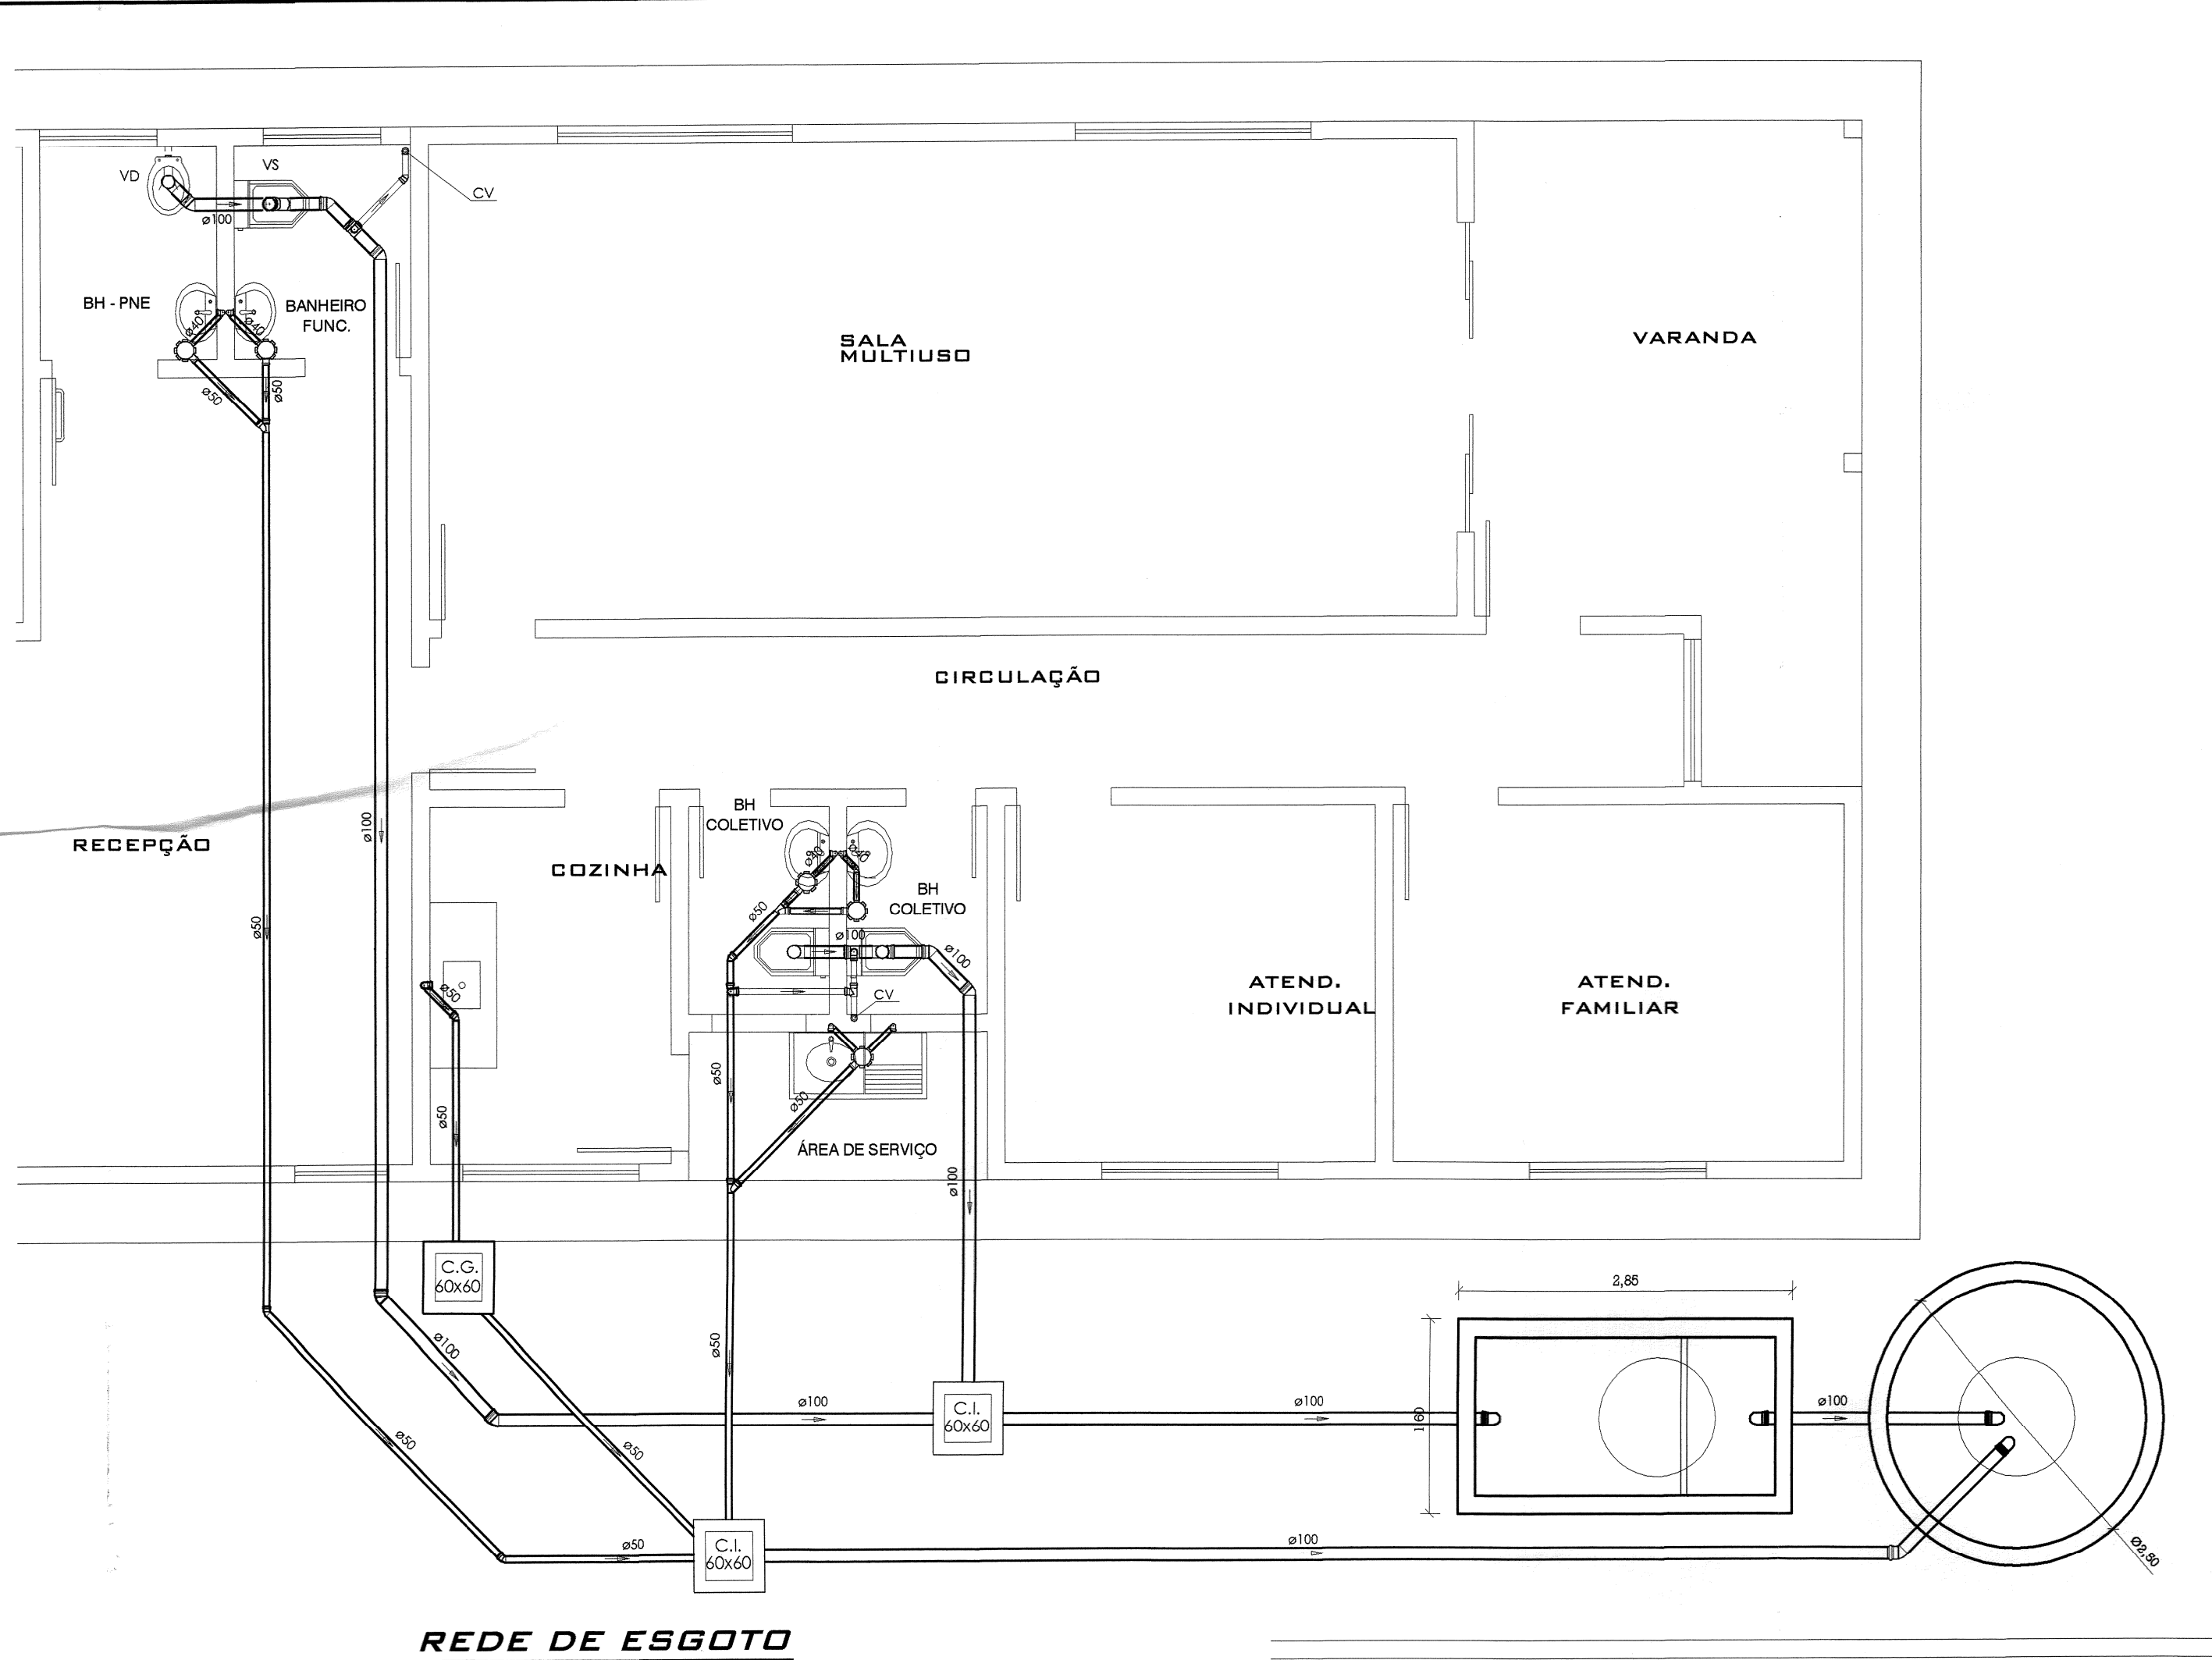 VD
VS
CV
ø100
BH - PNE
BANHEIRO
FUNC.
ø40
ø40
ø50
ø50
SALA
MULTIUSO
VARANDA
CIRCULAÇÃO
RECEPÇÃO
ø100
ø50
COZINHA
BH
COLETIVO
BH
COLETIVO
ø50
ø100
ø100
CV
ø50
ø50
ø50
ø50
ÁREA DE SERVIÇO
ø100
ATEND.
INDIVIDUAL
ATEND.
FAMILIAR
C.G.
60x60
ø100
ø50
ø50
ø50
ø100
C.I.
60x60
ø100
2,85
1,60
ø100
ø50
C.I.
60x60
ø100
Ø2,50
REDE DE ESGOTO